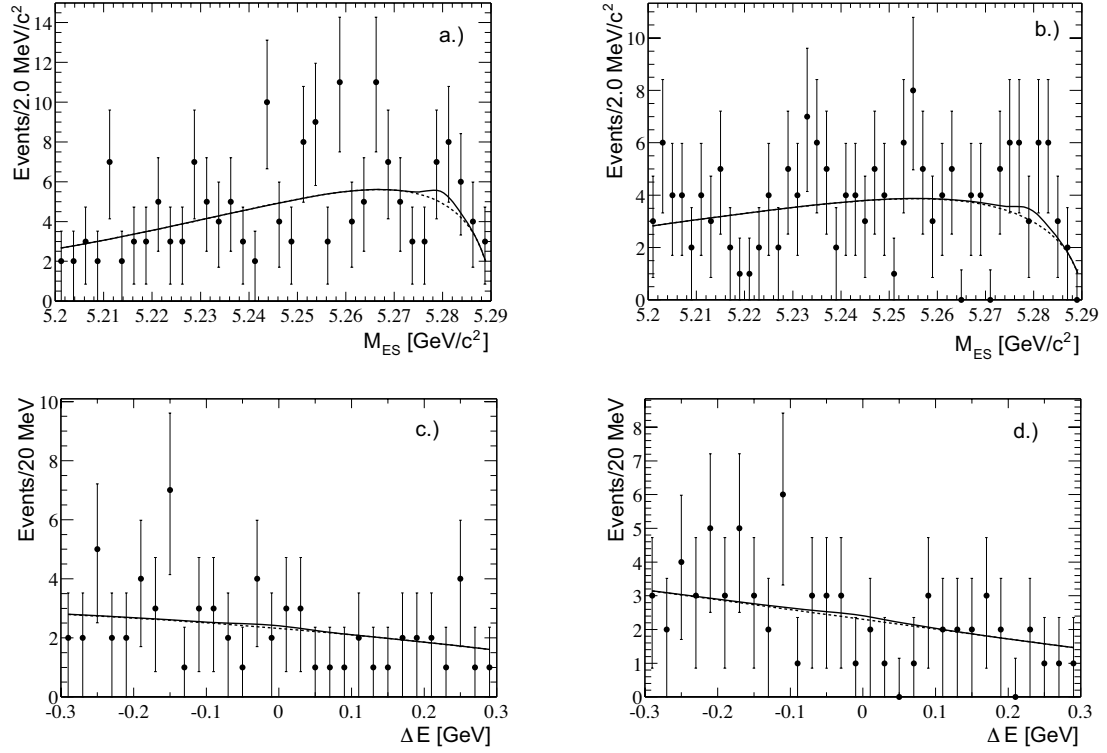 a.)
Events/2.0 MeV/c²
14
12
10
8
6
4
2
0
5.2 5.21 5.22 5.23 5.24 5.25 5.26 5.27 5.28 5.29
M_ES [GeV/c²]
b.)
Events/2.0 MeV/c²
10
8
6
4
2
0
5.2 5.21 5.22 5.23 5.24 5.25 5.26 5.27 5.28 5.29
M_ES [GeV/c²]
c.)
Events/20 MeV
10
8
6
4
2
0
-0.3 -0.2 -0.1 0 0.1 0.2 0.3
Δ E [GeV]
d.)
Events/20 MeV
8
7
6
5
4
3
2
1
0
-0.3 -0.2 -0.1 0 0.1 0.2 0.3
Δ E [GeV]